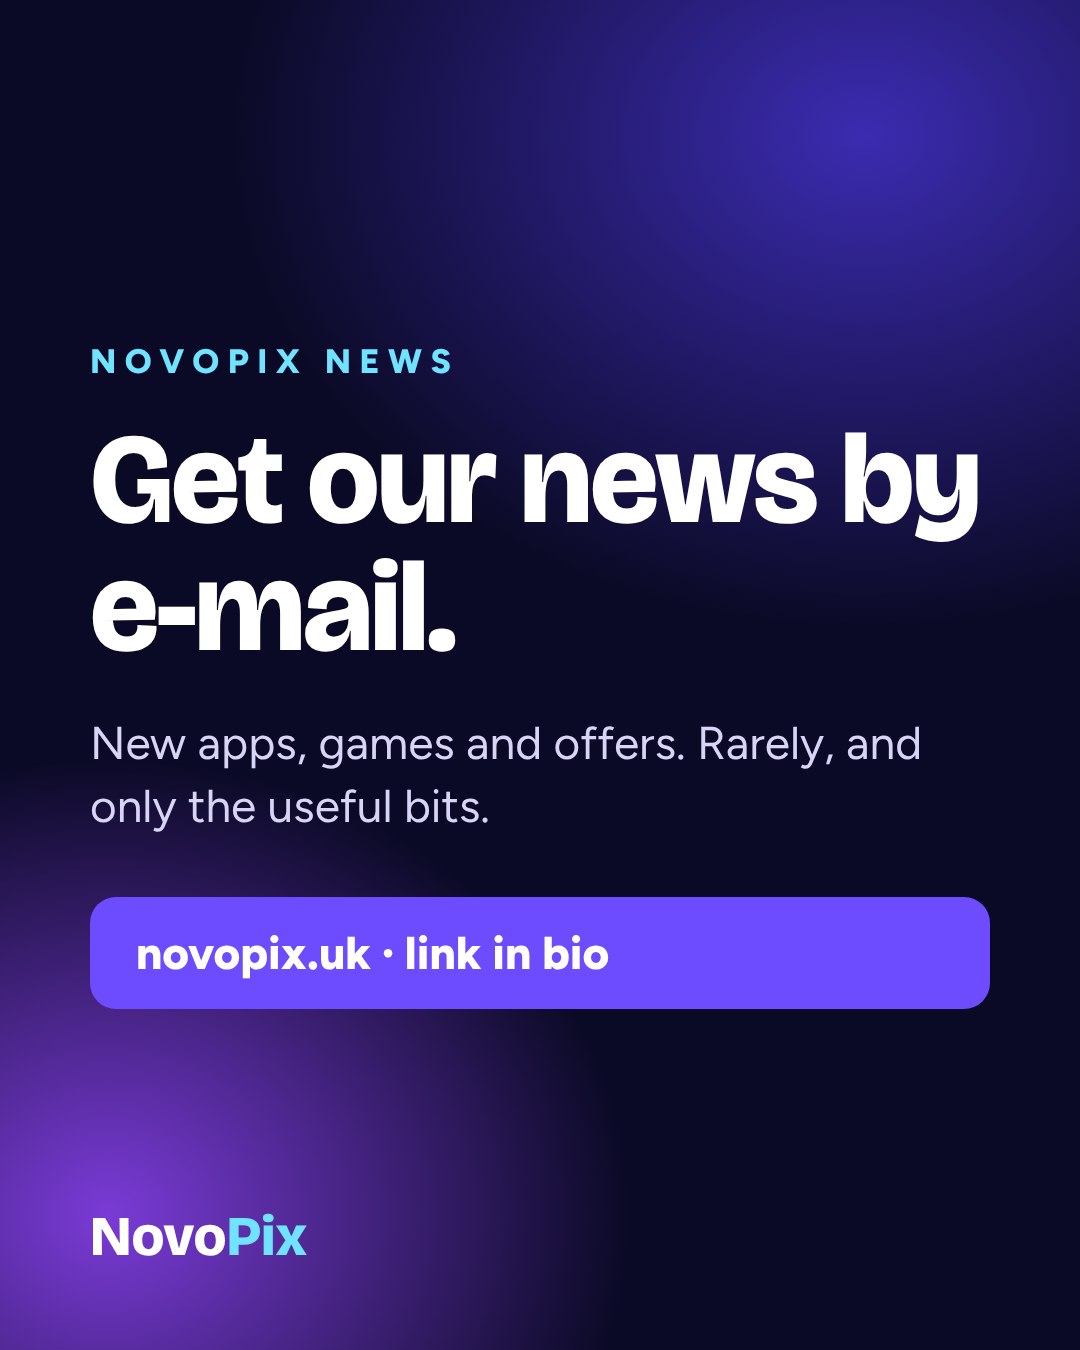 NOVOPIX NEWS
Get our news by
e-mail.
New apps, games and offers. Rarely, and
only the useful bits.
novopix.uk · link in bio
NovoPix